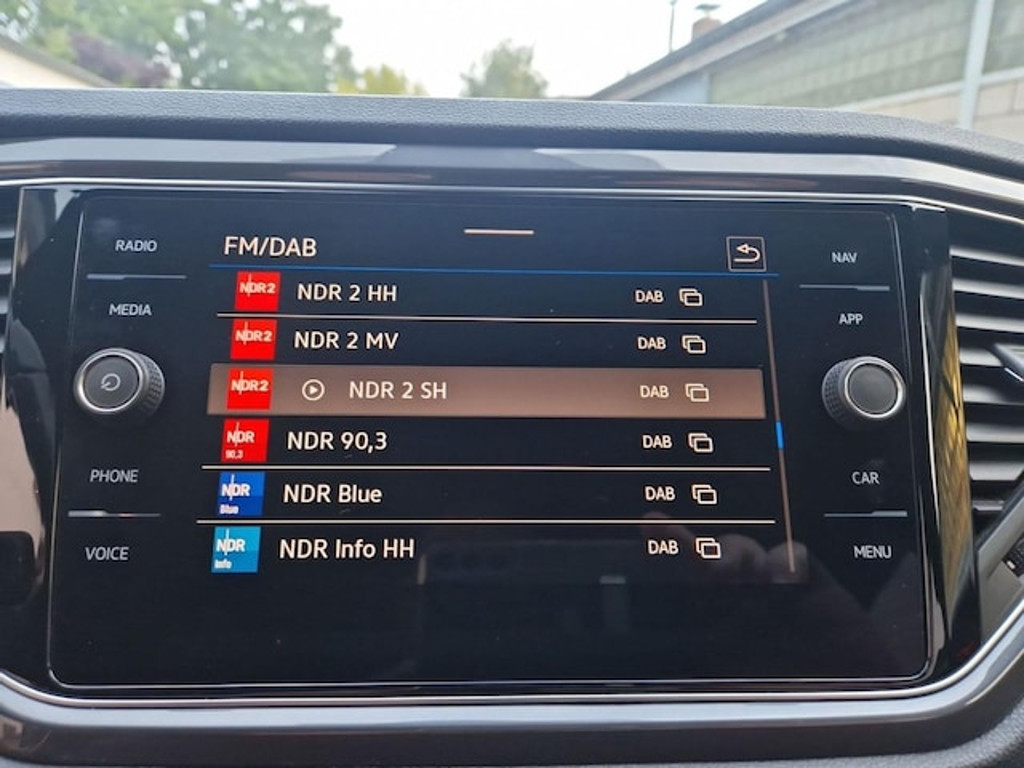 RADIO
FM/DAB
NAV
MEDIA
NDR2 NDR 2 HH DAB
APP
NDR2 NDR 2 MV DAB
NDR2 NDR 2 SH DAB
NDR 90,3 NDR 90,3 DAB
PHONE
CAR
NDR Blue NDR Blue DAB
VOICE
NDR Info NDR Info HH DAB
MENU